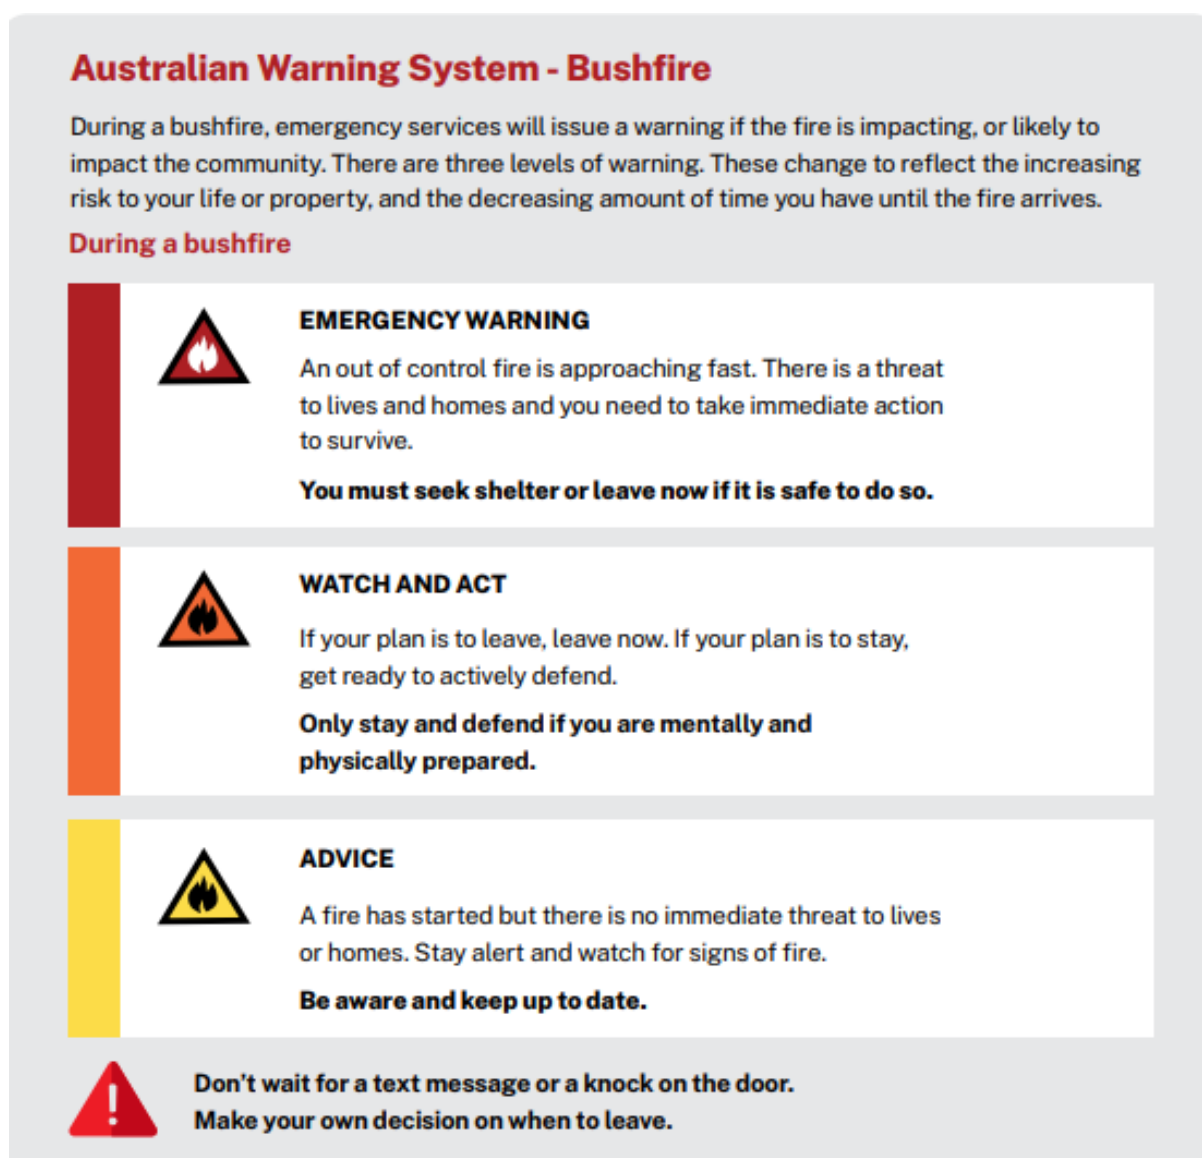 Australian Warning System - Bushfire
During a bushfire, emergency services will issue a warning if the fire is impacting, or likely to
impact the community. There are three levels of warning. These change to reflect the increasing
risk to your life or property, and the decreasing amount of time you have until the fire arrives.
During a bushfire
EMERGENCY WARNING
An out of control fire is approaching fast. There is a threat
to lives and homes and you need to take immediate action
to survive.
You must seek shelter or leave now if it is safe to do so.
WATCH AND ACT
If your plan is to leave, leave now. If your plan is to stay,
get ready to actively defend.
Only stay and defend if you are mentally and
physically prepared.
ADVICE
A fire has started but there is no immediate threat to lives
or homes. Stay alert and watch for signs of fire.
Be aware and keep up to date.
!
Don't wait for a text message or a knock on the door.
Make your own decision on when to leave.